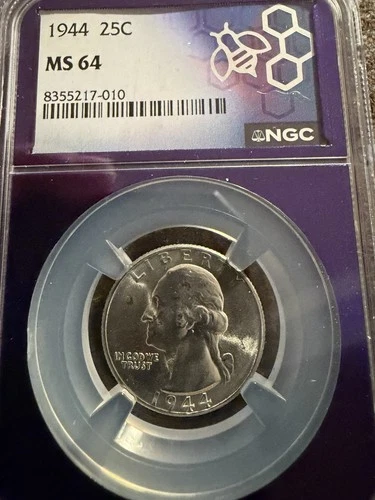 1944 25C
MS 64
8355217-010
NGC
LIBERTY
IN GOD WE
TRUST
1944